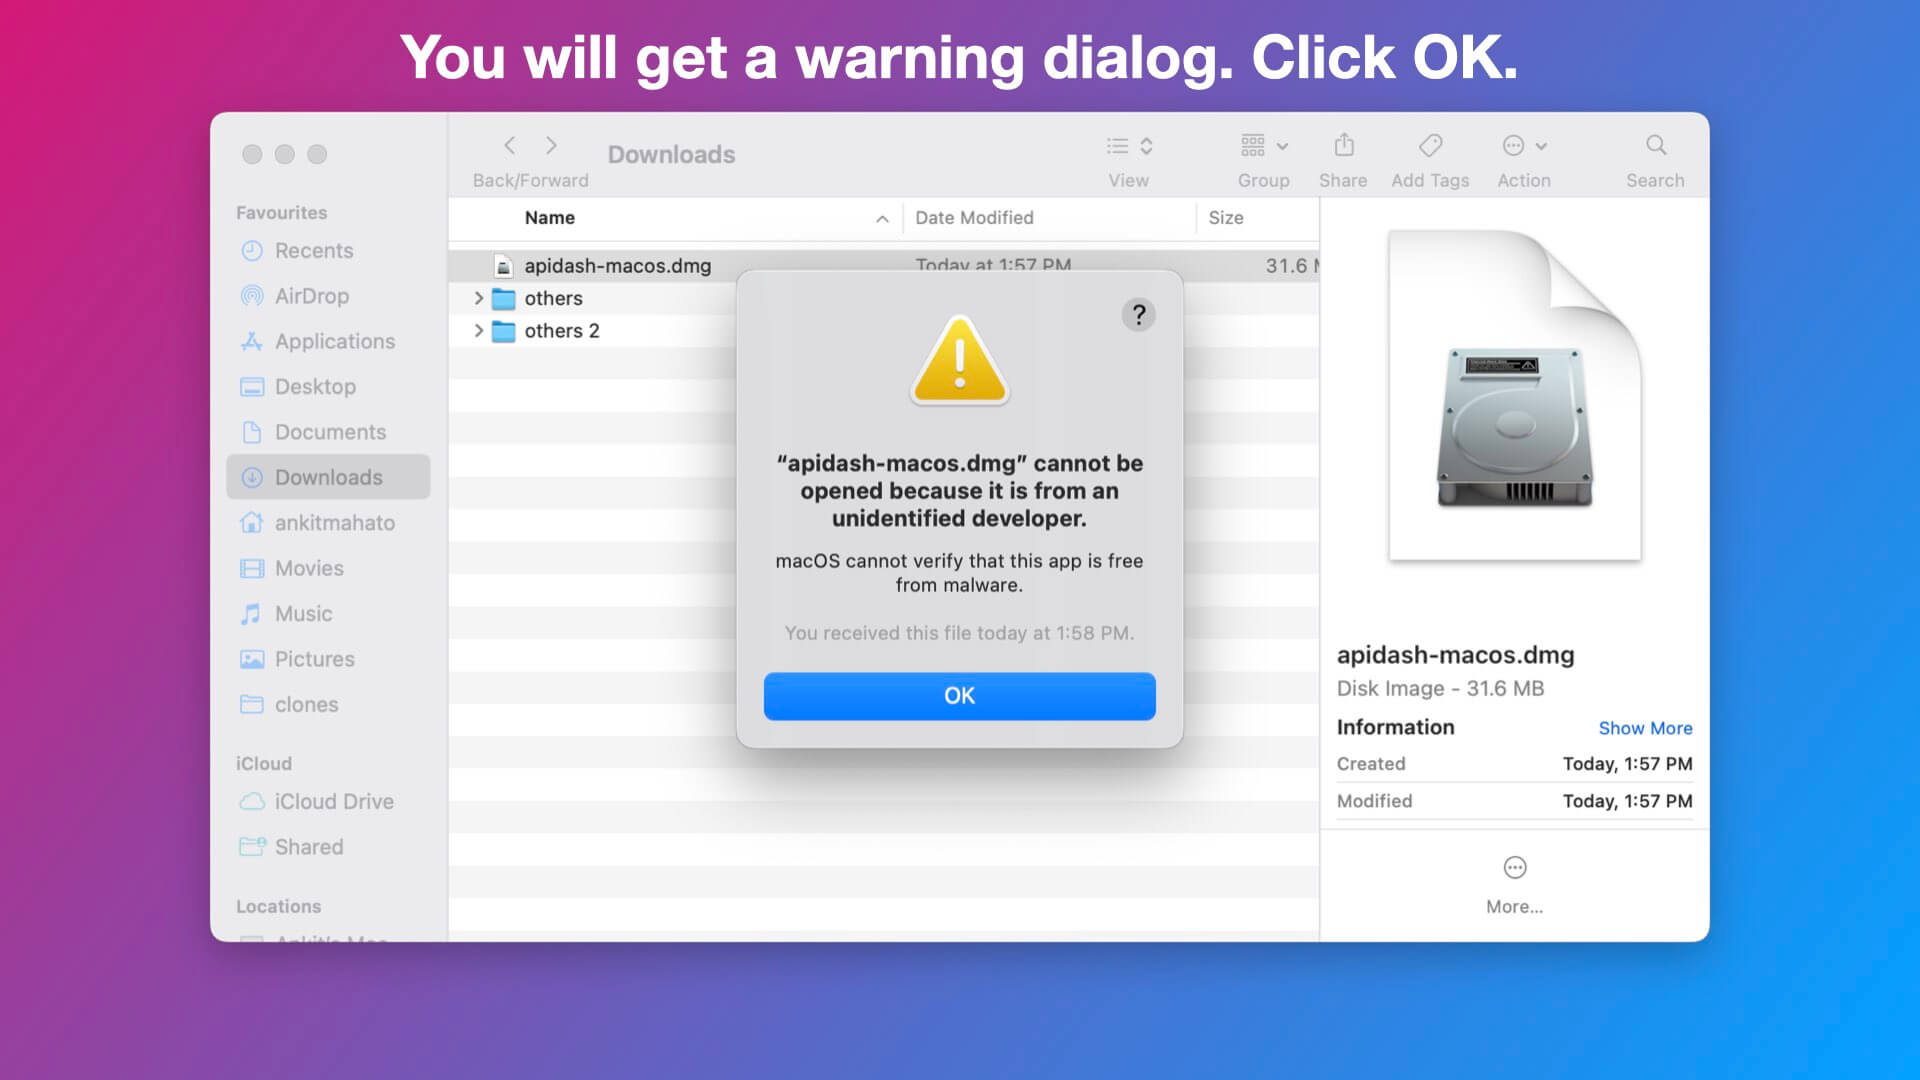 You will get a warning dialog. Click OK.
Back/Forward
Downloads
View
Group
Share
Add Tags
Action
Search
Favourites
Recents
AirDrop
Applications
Desktop
Documents
Downloads
ankitmahato
Movies
Music
Pictures
clones
iCloud
iCloud Drive
Shared
Locations
Name
Date Modified
Size
apidash-macos.dmg
Today at 1:57 PM
31.6
others
others 2
?
“apidash-macos.dmg” cannot be
opened because it is from an
unidentified developer.
macOS cannot verify that this app is free
from malware.
You received this file today at 1:58 PM.
OK
apidash-macos.dmg
Disk Image - 31.6 MB
Information
Show More
Created
Today, 1:57 PM
Modified
Today, 1:57 PM
More...